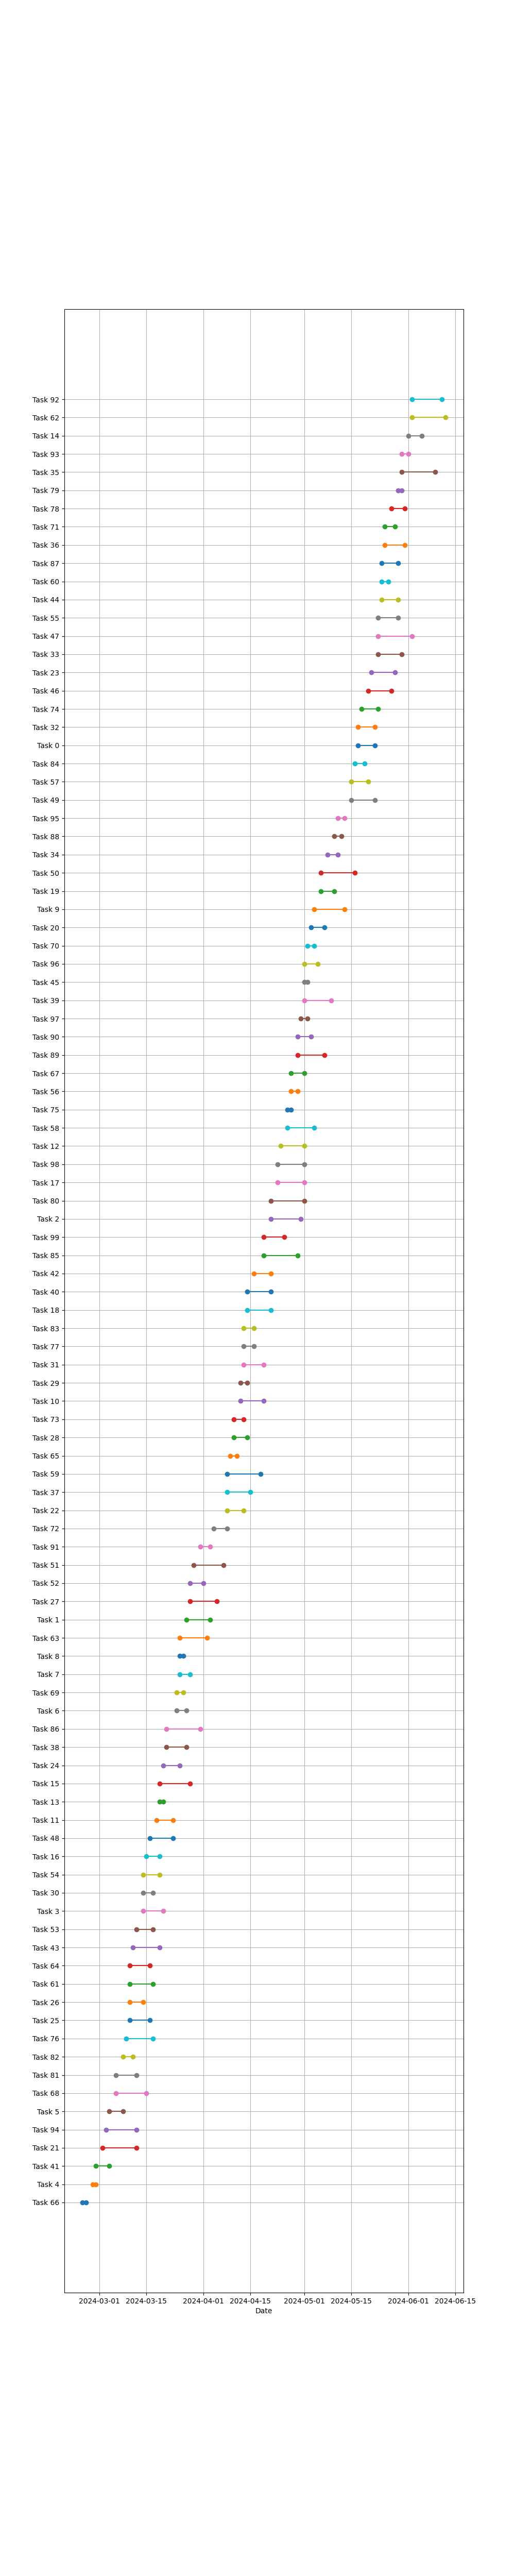 Task 92
Task 62
Task 14
Task 93
Task 35
Task 79
Task 78
Task 71
Task 36
Task 87
Task 60
Task 44
Task 55
Task 47
Task 33
Task 23
Task 46
Task 74
Task 32
Task 0
Task 84
Task 57
Task 49
Task 95
Task 88
Task 34
Task 50
Task 19
Task 9
Task 20
Task 70
Task 96
Task 45
Task 39
Task 97
Task 90
Task 89
Task 67
Task 56
Task 75
Task 58
Task 12
Task 98
Task 17
Task 80
Task 2
Task 99
Task 85
Task 42
Task 40
Task 18
Task 83
Task 77
Task 31
Task 29
Task 10
Task 73
Task 28
Task 65
Task 59
Task 37
Task 22
Task 72
Task 91
Task 51
Task 52
Task 27
Task 1
Task 63
Task 8
Task 7
Task 69
Task 6
Task 86
Task 38
Task 24
Task 15
Task 13
Task 11
Task 48
Task 16
Task 54
Task 30
Task 3
Task 53
Task 43
Task 64
Task 61
Task 26
Task 25
Task 76
Task 82
Task 81
Task 68
Task 5
Task 94
Task 21
Task 41
Task 4
Task 66
2024-03-01 2024-03-15 2024-04-01 2024-04-15 2024-05-01 2024-05-15 2024-06-01 2024-06-15
Date